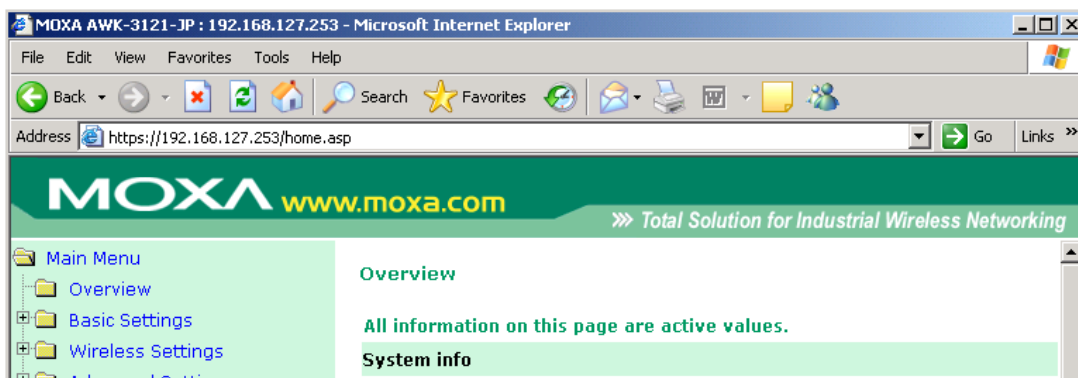 MOXA AWK-3121-JP : 192.168.127.253 - Microsoft Internet Explorer
File Edit View Favorites Tools Help
Back Search Favorites
Address https://192.168.127.253/home.asp Go Links »
MOXA www.moxa.com
Total Solution for Industrial Wireless Networking
Main Menu
Overview
Basic Settings
Wireless Settings
Overview
All information on this page are active values.
System info